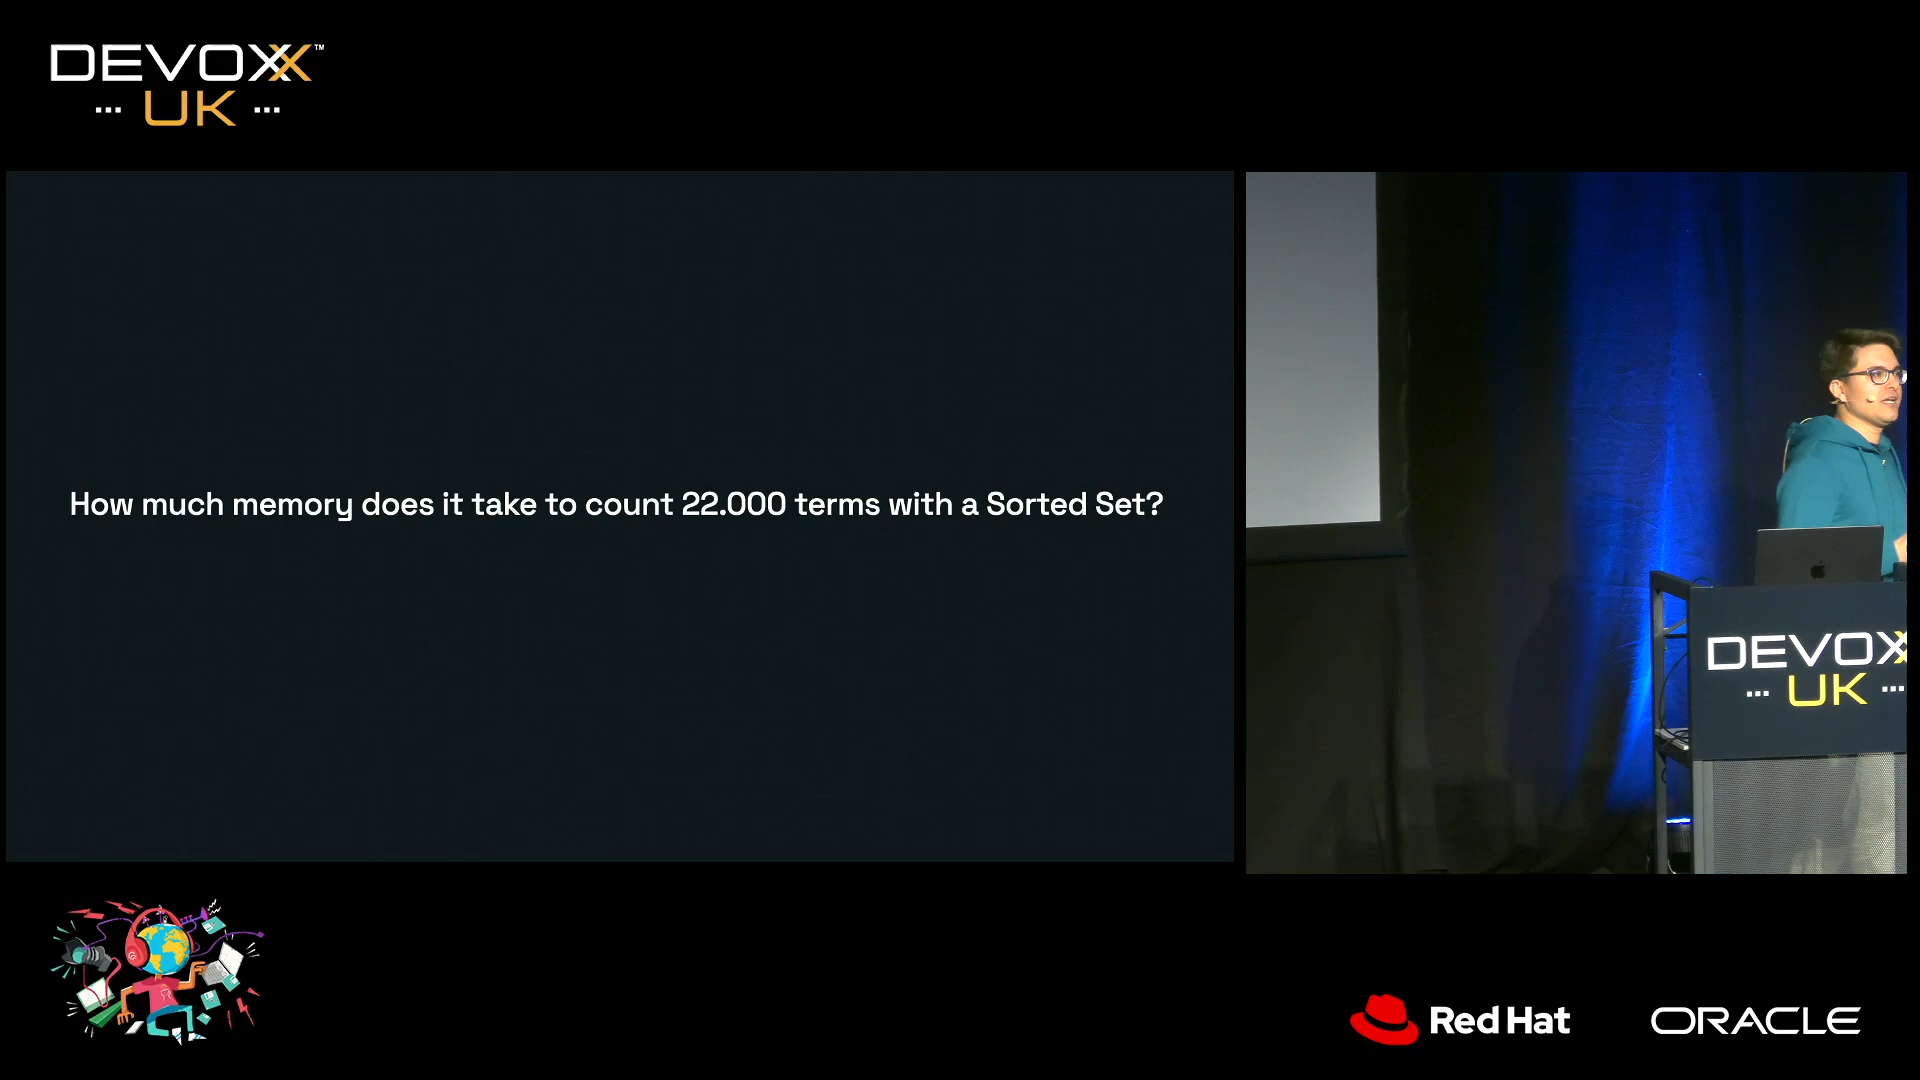 DEVOXX™
UK
How much memory does it take to count 22.000 terms with a Sorted Set?
DEVOXX
UK
Red Hat
ORACLE